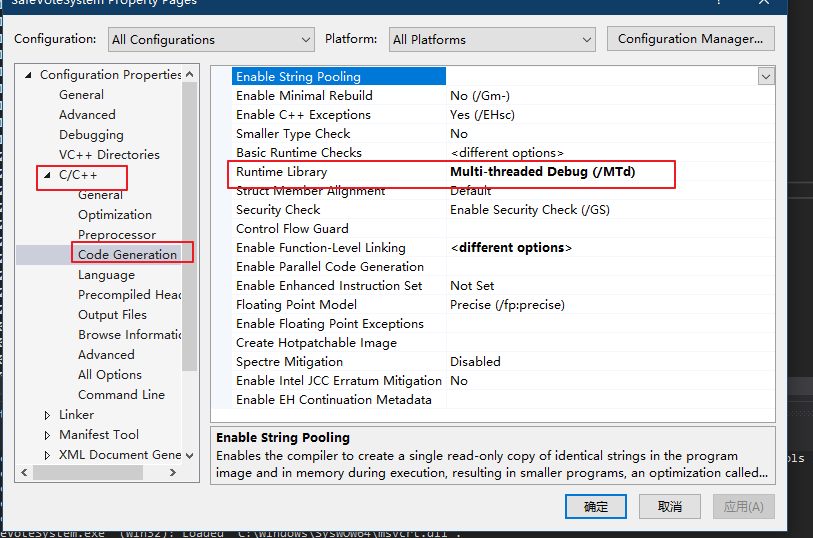 SafeVoteSystem Property Pages
Configuration: All Configurations Platform: All Platforms Configuration Manager...
Configuration Properties
General
Advanced
Debugging
VC++ Directories
C/C++
General
Optimization
Preprocessor
Code Generation
Language
Precompiled Head
Output Files
Browse Informatio
Advanced
All Options
Command Line
Linker
Manifest Tool
XML Document Gene
Enable String Pooling
Enable Minimal Rebuild No (/Gm-)
Enable C++ Exceptions Yes (/EHsc)
Smaller Type Check No
Basic Runtime Checks <different options>
Runtime Library Multi-threaded Debug (/MTd)
Struct Member Alignment Default
Security Check Enable Security Check (/GS)
Control Flow Guard
Enable Function-Level Linking <different options>
Enable Parallel Code Generation
Enable Enhanced Instruction Set Not Set
Floating Point Model Precise (/fp:precise)
Enable Floating Point Exceptions
Create Hotpatchable Image
Spectre Mitigation Disabled
Enable Intel JCC Erratum Mitigation No
Enable EH Continuation Metadata
Enable String Pooling
Enables the compiler to create a single read-only copy of identical strings in the program
image and in memory during execution, resulting in smaller programs, an optimization called...
ols
确定 取消 应用(A)
eVoteSystem.exe' (Win32): Loaded 'C:\Windows\SysWOW64\msvcrt.dll'.